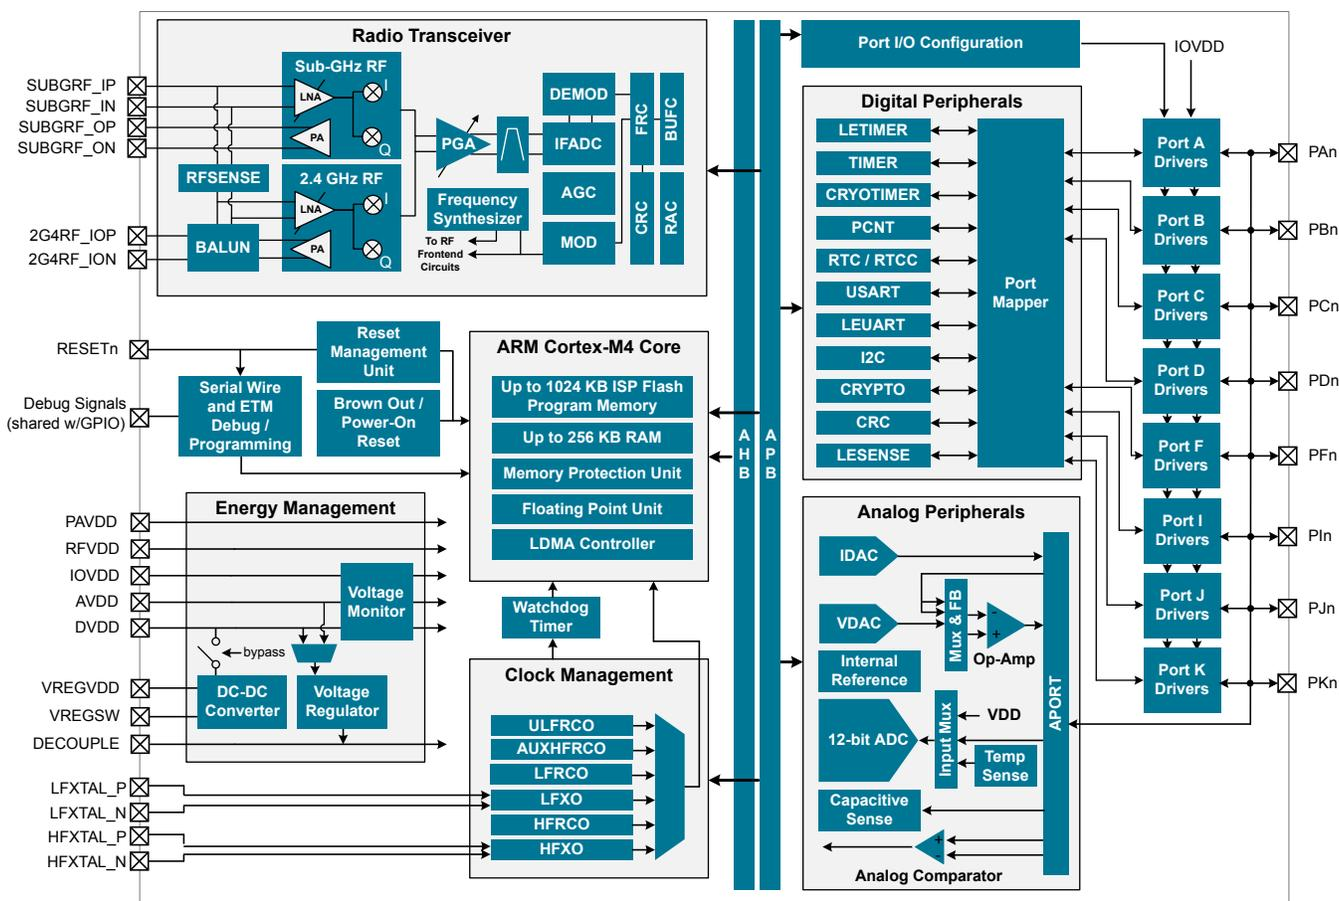 Radio Transceiver
SUBGRF_IP
SUBGRF_IN
SUBGRF_OP
SUBGRF_ON
2G4RF_IOP
2G4RF_ION
Sub-GHz RF
LNA
I
PA
Q
RFSENSE
2.4 GHz RF
LNA
I
PA
Q
BALUN
PGA
Frequency
Synthesizer
To RF
Frontend
Circuits
DEMOD
IFADC
AGC
MOD
FRC
BUFC
CRC
RAC
RESETn
Debug Signals
(shared w/GPIO)
Serial Wire
and ETM
Debug /
Programming
Reset
Management
Unit
Brown Out /
Power-On
Reset
ARM Cortex-M4 Core
Up to 1024 KB ISP Flash
Program Memory
Up to 256 KB RAM
Memory Protection Unit
Floating Point Unit
LDMA Controller
Watchdog
Timer
Energy Management
PAVDD
RFVDD
IOVDD
AVDD
DVDD
VREGVDD
VREGSW
DECOUPLE
Voltage
Monitor
bypass
DC-DC
Converter
Voltage
Regulator
LFXTAL_P
LFXTAL_N
HFXTAL_P
HFXTAL_N
Clock Management
ULFRCO
AUXHFRCO
LFRCO
LFXO
HFRCO
HFXO
A
H
B
A
P
B
Port I/O Configuration
IOVDD
Digital Peripherals
LETIMER
TIMER
CRYOTIMER
PCNT
RTC / RTCC
USART
LEUART
I2C
CRYPTO
CRC
LESENSE
Port
Mapper
Port A
Drivers
Port B
Drivers
Port C
Drivers
Port D
Drivers
Port F
Drivers
Port I
Drivers
Port J
Drivers
Port K
Drivers
PAn
PBn
PCn
PDn
PFn
PIn
PJn
PKn
Analog Peripherals
IDAC
VDAC
Mux & FB
-
+
Op-Amp
Internal
Reference
12-bit ADC
Input Mux
VDD
Temp
Sense
Capacitive
Sense
+
-
Analog Comparator
APORT